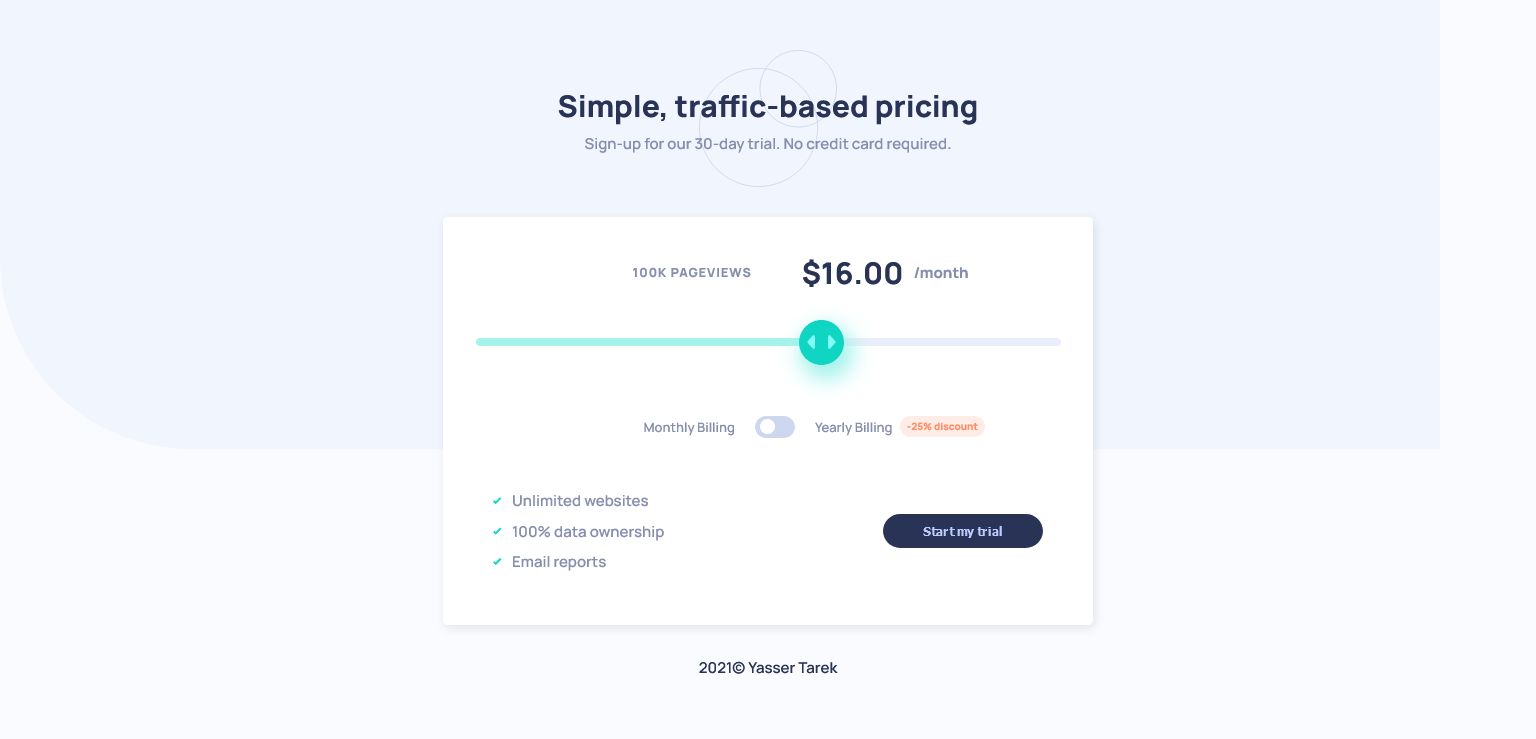 Simple, traffic-based pricing
Sign-up for our 30-day trial. No credit card required.
100K PAGEVIEWS $16.00 /month
Monthly Billing Yearly Billing -25% discount
Unlimited websites
100% data ownership
Email reports
Start my trial
2021© Yasser Tarek